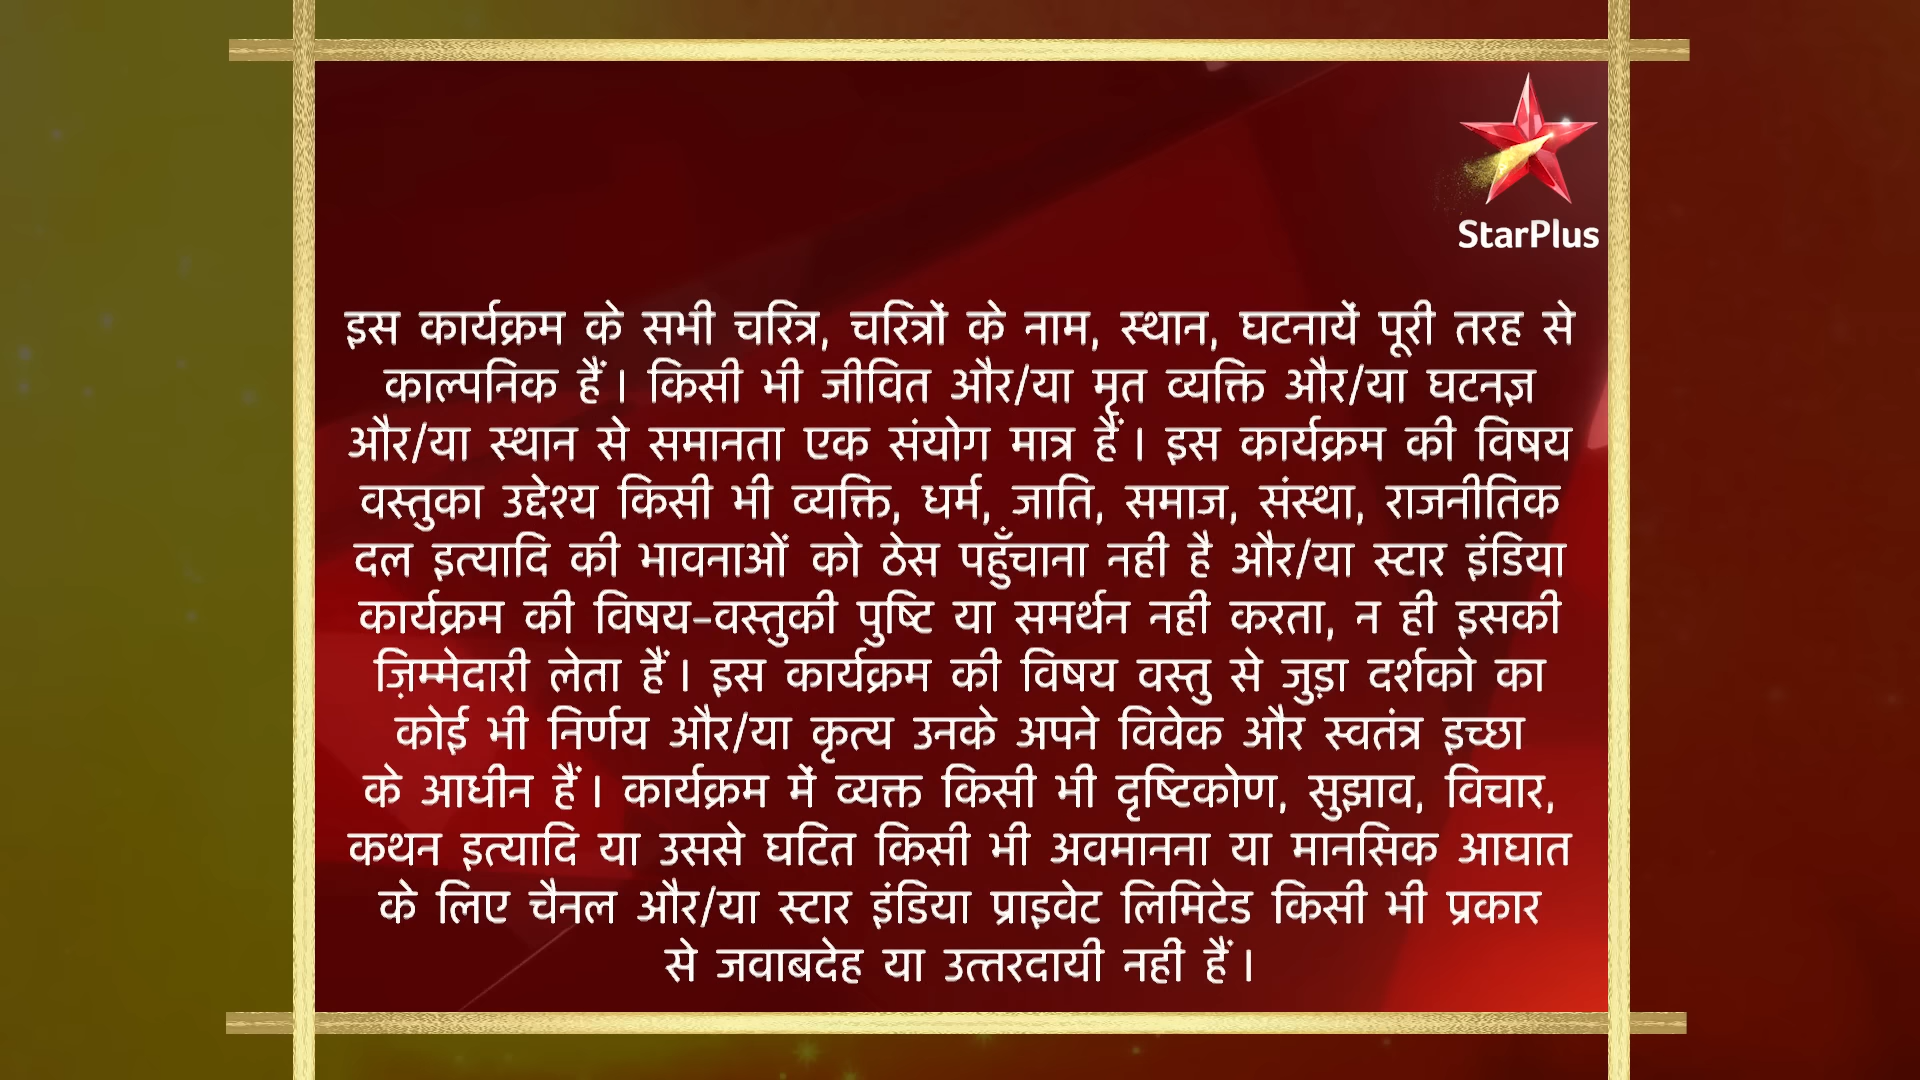 StarPlus
इस कार्यक्रम के सभी चरित्र, चरित्रों के नाम, स्थान, घटनायें पूरी तरह से
काल्पनिक हैं। किसी भी जीवित और/या मृत व्यक्ति और/या घटनज्ञ
और/या स्थान से समानता एक संयोग मात्र हैं। इस कार्यक्रम की विषय
वस्तुका उद्देश्य किसी भी व्यक्ति, धर्म, जाति, समाज, संस्था, राजनीतिक
दल इत्यादि की भावनाओं को ठेस पहुँचाना नही है और/या स्टार इंडिया
कार्यक्रम की विषय-वस्तुकी पुष्टि या समर्थन नही करता, न ही इसकी
ज़िम्मेदारी लेता हैं। इस कार्यक्रम की विषय वस्तु से जुड़ा दर्शको का
कोई भी निर्णय और/या कृत्य उनके अपने विवेक और स्वतंत्र इच्छा
के आधीन हैं। कार्यक्रम में व्यक्त किसी भी दृष्टिकोण, सुझाव, विचार,
कथन इत्यादि या उससे घटित किसी भी अवमानना या मानसिक आघात
के लिए चैनल और/या स्टार इंडिया प्राइवेट लिमिटेड किसी भी प्रकार
से जवाबदेह या उत्तरदायी नही हैं।